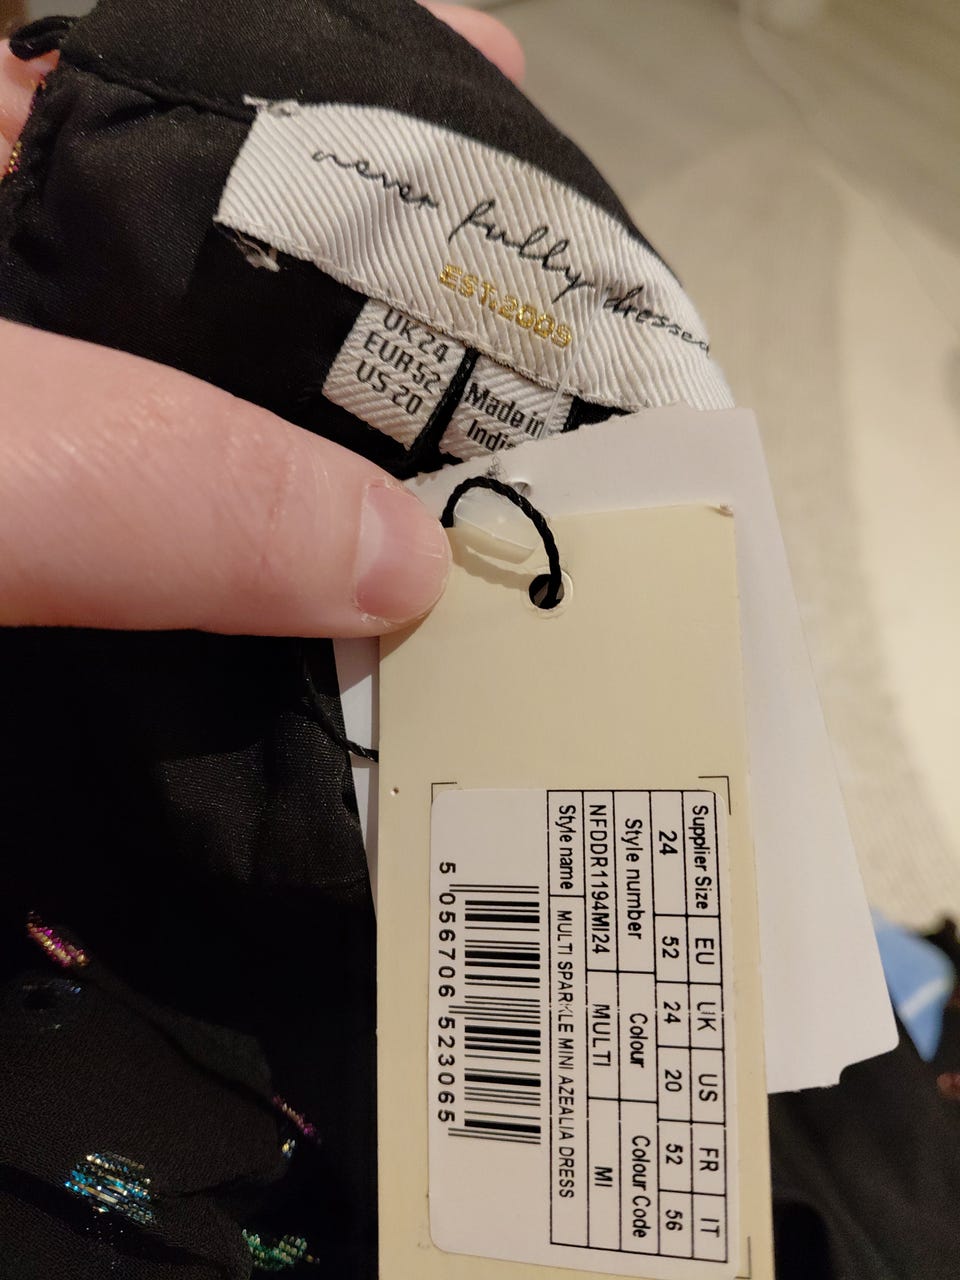 never fully dressed
EST.2009
UK 24
EUR 52
US 20
Made in
Supplier Size EU UK US FR IT
24 52 24 20 52 56
Style number Colour Colour Code
NFDDR1194MI24 MULTI MI
Style name MULTI SPARKLE MINI AZEALIA DRESS
5 056706 523065